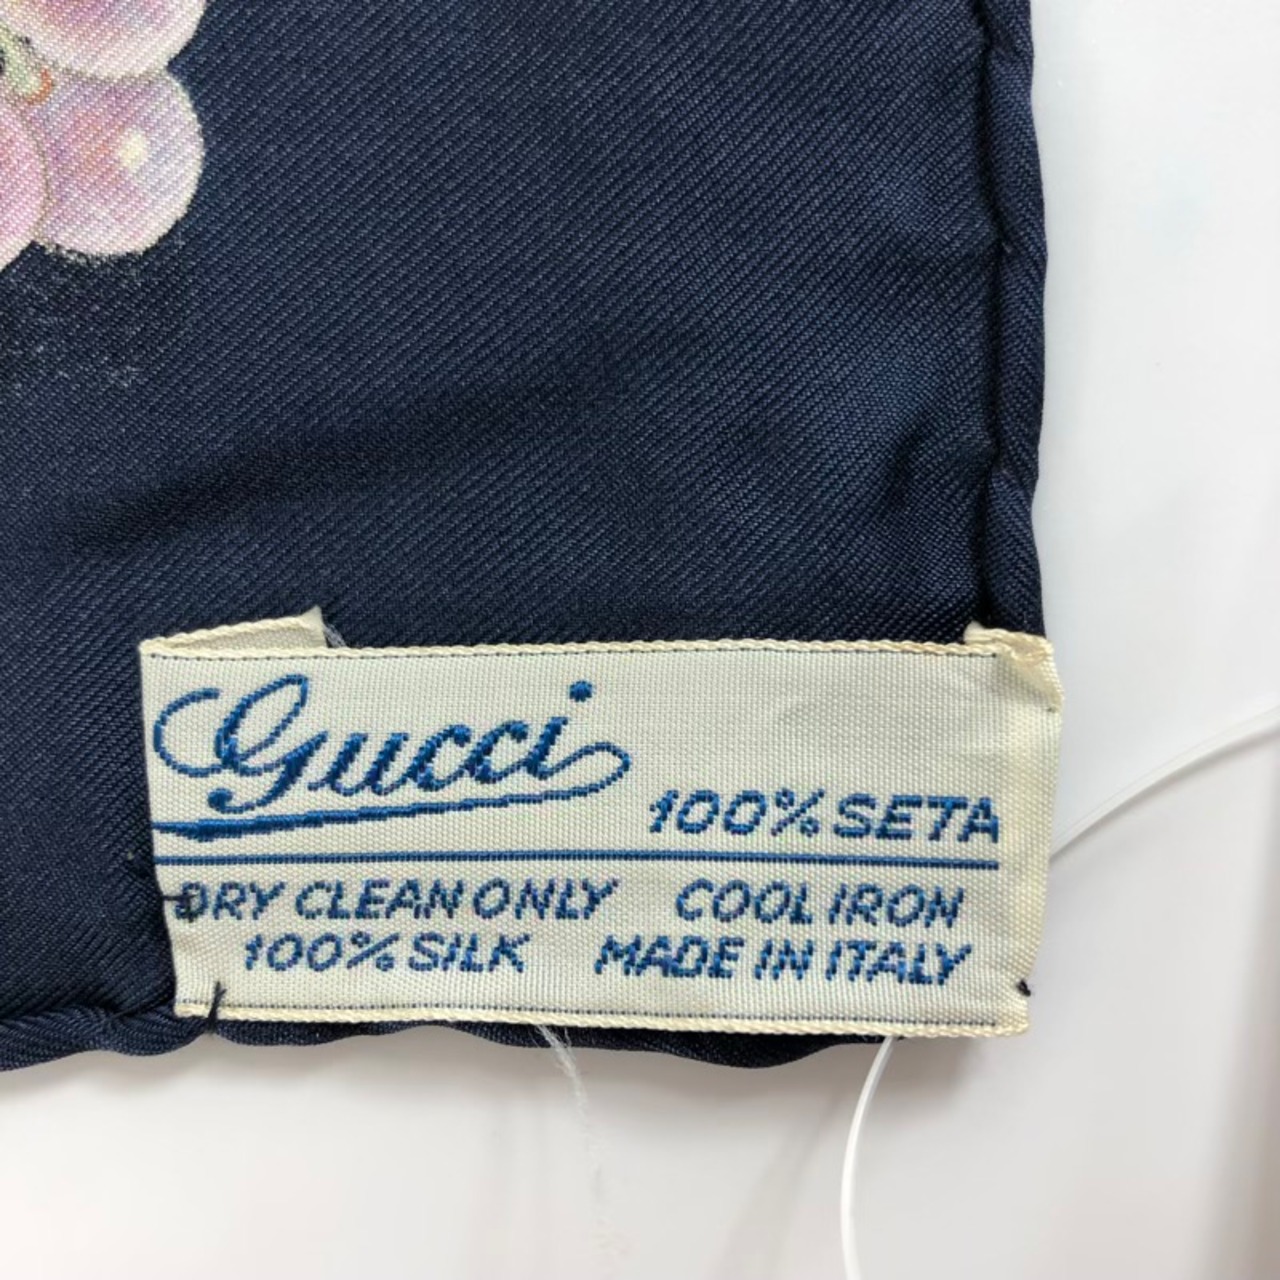 Gucci 100% SETA
DRY CLEAN ONLY COOL IRON
100% SILK MADE IN ITALY